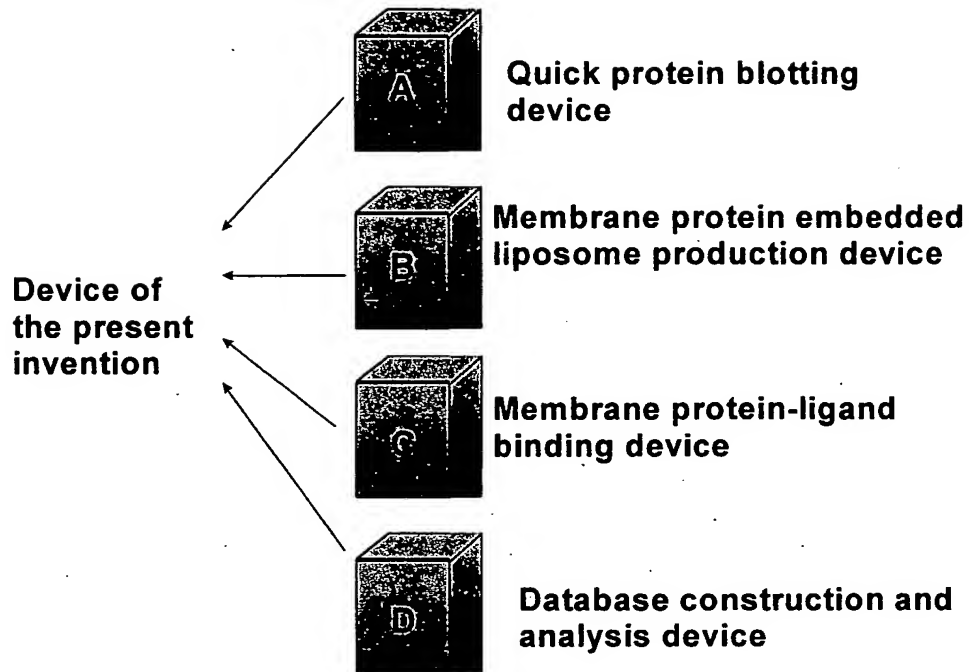 A
Quick protein blotting
device
B
Membrane protein embedded
liposome production device
Device of
the present
invention
C
Membrane protein-ligand
binding device
D
Database construction and
analysis device